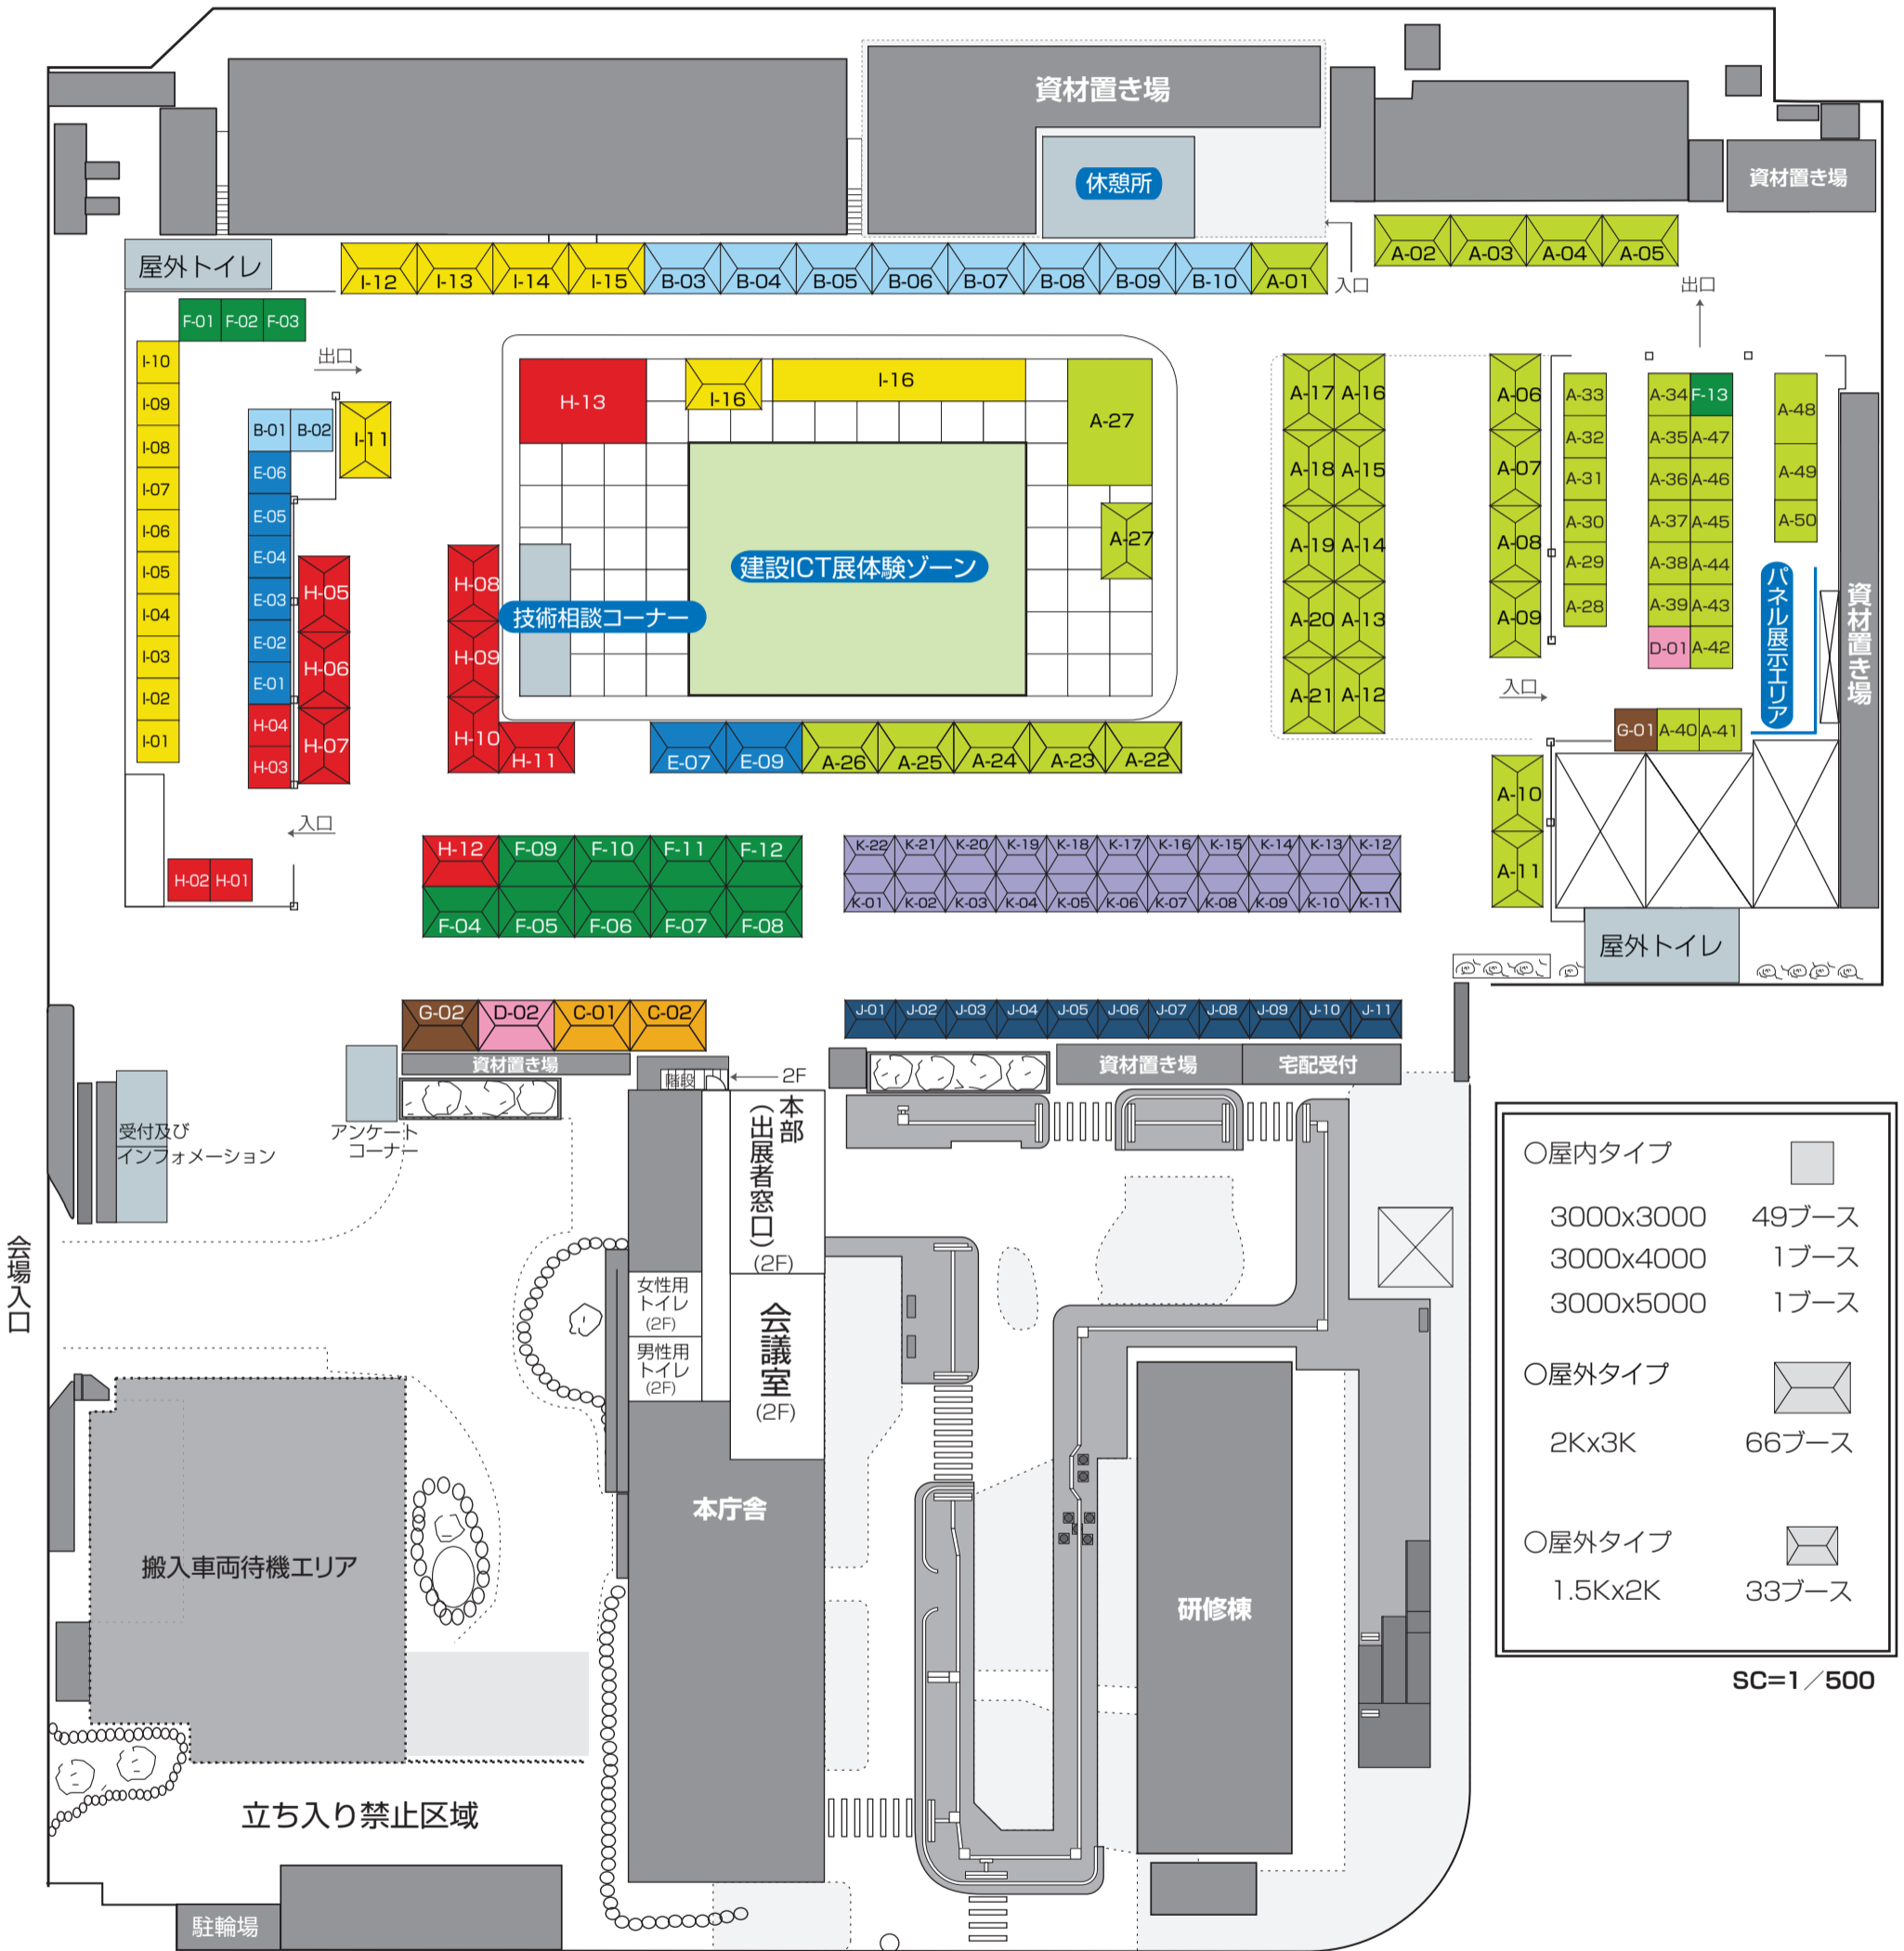 資材置き場
休憩所
資材置き場
屋外トイレ
I-12 I-13 I-14 I-15 B-03 B-04 B-05 B-06 B-07 B-08 B-09 B-10 A-01
入口
A-02 A-03 A-04 A-05
出口
F-01 F-02 F-03
出口
I-10
I-09
I-08
I-07
I-06
I-05
I-04
I-03
I-02
I-01
B-01 B-02
I-11
E-06
E-05
E-04
E-03
E-02
E-01
H-04
H-03
H-05
H-06
H-07
入口
H-02 H-01
H-13
I-16
I-16
A-27
A-27
建設ICT展体験ゾーン
技術相談コーナー
H-08
H-09
H-10
H-11
E-07 E-09 A-26 A-25 A-24 A-23 A-22
A-17 A-16
A-18 A-15
A-19 A-14
A-20 A-13
A-21 A-12
A-06
A-07
A-08
A-09
入口
A-10
A-11
A-33
A-32
A-31
A-30
A-29
A-28
A-34 F-13
A-35 A-47
A-36 A-46
A-37 A-45
A-38 A-44
A-39 A-43
D-01 A-42
A-48
A-49
A-50
パネル展示エリア
資材置き場
G-01 A-40 A-41
屋外トイレ
H-12 F-09 F-10 F-11 F-12
F-04 F-05 F-06 F-07 F-08
K-22 K-21 K-20 K-19 K-18 K-17 K-16 K-15 K-14 K-13 K-12
K-01 K-02 K-03 K-04 K-05 K-06 K-07 K-08 K-09 K-10 K-11
G-02 D-02 C-01 C-02
資材置き場
J-01 J-02 J-03 J-04 J-05 J-06 J-07 J-08 J-09 J-10 J-11
資材置き場
宅配受付
階段
2F
受付及び
インフォメーション
アンケート
コーナー
本部
(出展者窓口)
(2F)
女性用
トイレ
(2F)
男性用
トイレ
(2F)
会議室
(2F)
会場入口
本庁舎
研修棟
搬入車両待機エリア
立ち入り禁止区域
駐輪場
○屋内タイプ
3000x3000 49ブース
3000x4000 1ブース
3000x5000 1ブース
○屋外タイプ
2Kx3K 66ブース
○屋外タイプ
1.5Kx2K 33ブース
SC=1／500